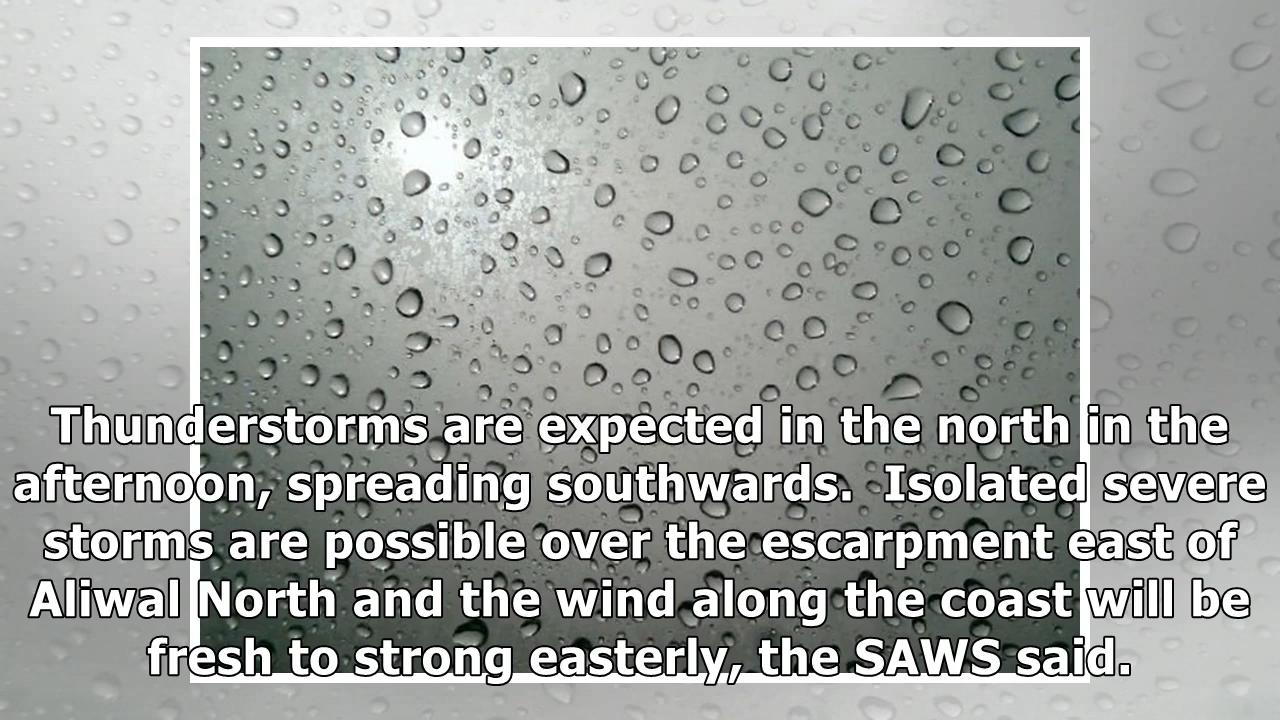 Thunderstorms are expected in the north in the
afternoon, spreading southwards.  Isolated severe
storms are possible over the escarpment east of
Aliwal North and the wind along the coast will be
fresh to strong easterly, the SAWS said.